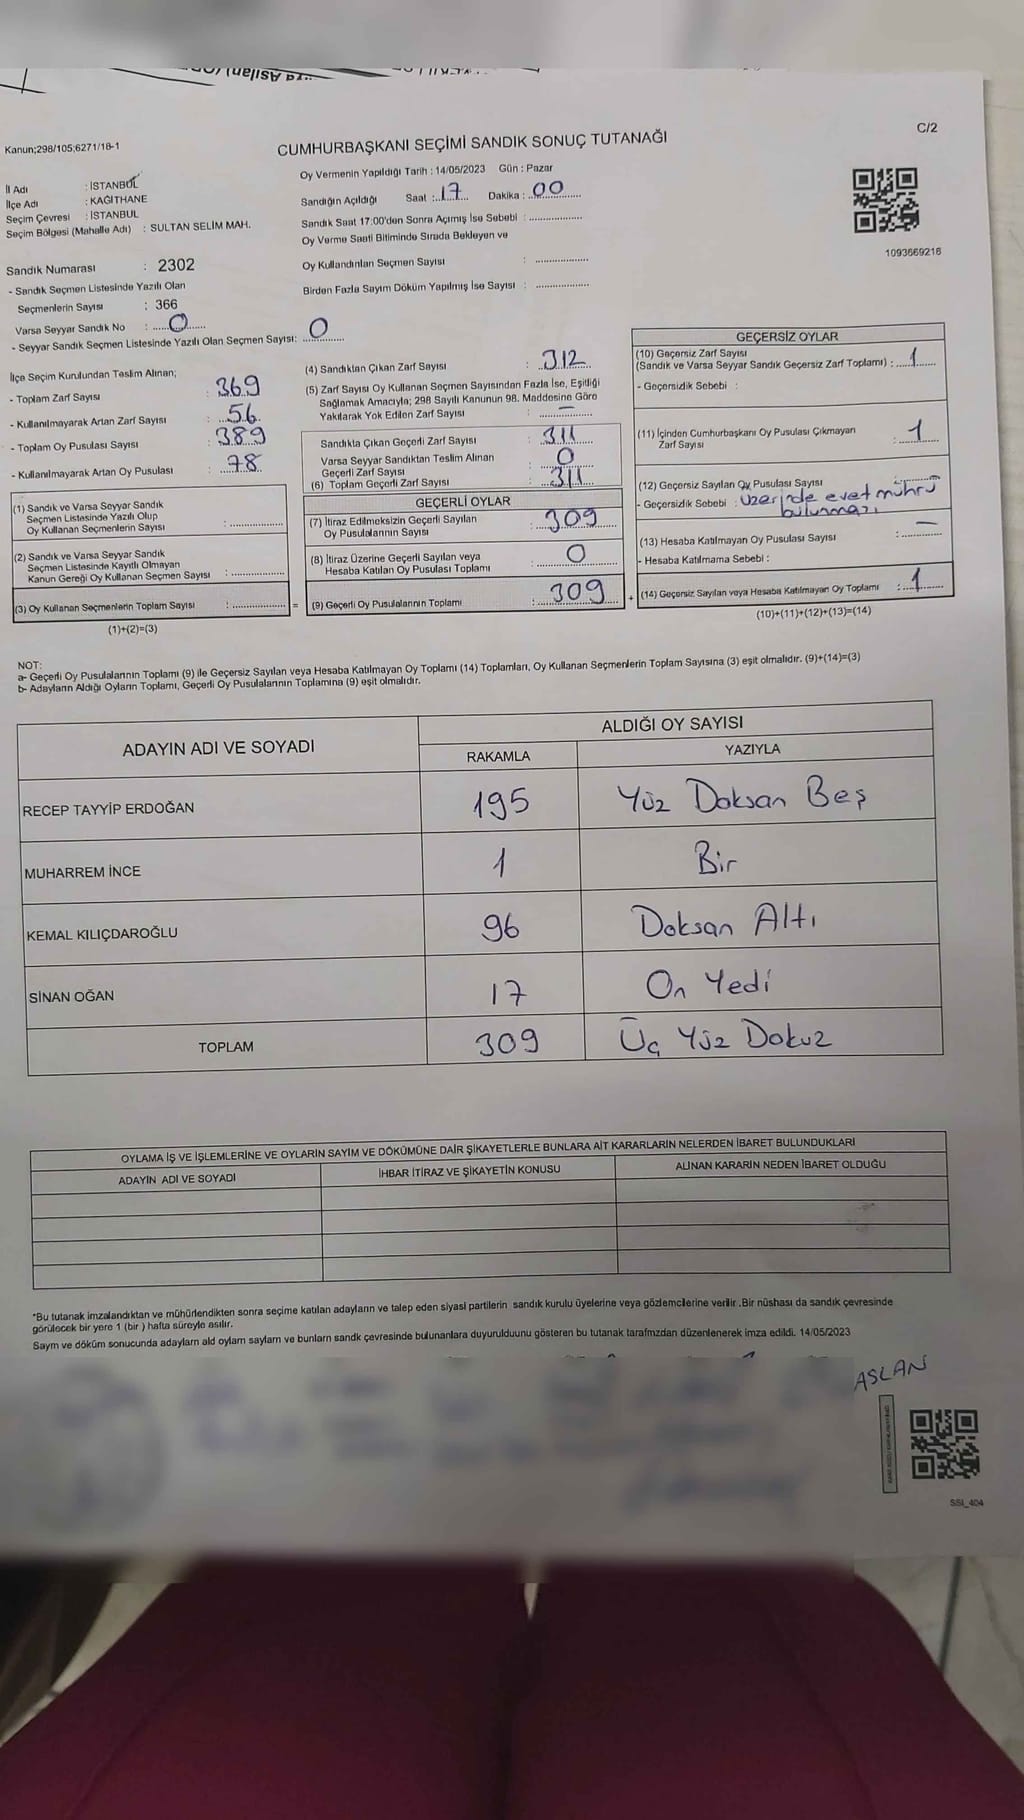 Kanun;298/105;6271/18-1
CUMHURBAŞKANI SEÇİMİ SANDIK SONUÇ TUTANAĞI
C/2
Oy Vermenin Yapıldığı Tarih : 14/05/2023 Gün : Pazar
İl Adı : İSTANBUL
İlçe Adı : KAĞITHANE
Seçim Çevresi : İSTANBUL
Seçim Bölgesi (Mahalle Adı) : SULTAN SELİM MAH.
Sandığın Açıldığı Saat : 17 Dakika : 00
Sandık Saat 17:00'den Sonra Açımış İse Sebebi :
Oy Verme Saati Bitiminde Sırada Bekleyen ve
Oy Kullandırılan Seçmen Sayısı :
Birden Fazla Sayım Döküm Yapılmış İse Sayısı :
1093669216
Sandık Numarası : 2302
- Sandık Seçmen Listesinde Yazılı Olan
Seçmenlerin Sayısı : 366
Varsa Seyyar Sandık No : 0
- Seyyar Sandık Seçmen Listesinde Yazılı Olan Seçmen Sayısı: 0
İlçe Seçim Kurulundan Teslim Alınan;
- Toplam Zarf Sayısı : 369
- Kullanılmayarak Artan Zarf Sayısı : 56
- Toplam Oy Pusulası Sayısı : 389
- Kullanılmayarak Artan Oy Pusulası : 78
(1) Sandık ve Varsa Seyyar Sandık
Seçmen Listesinde Yazılı Olup
Oy Kullanan Seçmenlerin Sayısı :
(2) Sandık ve Varsa Seyyar Sandık
Seçmen Listesinde Kayıtlı Olmayan
Kanun Gereği Oy Kullanan Seçmen Sayısı :
(3) Oy Kullanan Seçmenlerin Toplam Sayısı : =
(1)+(2)=(3)
(4) Sandıktan Çıkan Zarf Sayısı : 312
(5) Zarf Sayısı Oy Kullanan Seçmen Sayısından Fazla İse, Eşitliği
Sağlamak Amacıyla; 298 Sayılı Kanunun 98. Maddesine Göre
Yakılarak Yok Edilen Zarf Sayısı : -
Sandıkta Çıkan Geçerli Zarf Sayısı : 311
Varsa Seyyar Sandıktan Teslim Alınan
Geçerli Zarf Sayısı : 0
(6) Toplam Geçerli Zarf Sayısı : 311
GEÇERLİ OYLAR
(7) İtiraz Edilmeksizin Geçerli Sayılan
Oy Pusulalarının Sayısı : 309
(8) İtiraz Üzerine Geçerli Sayılan veya
Hesaba Katılan Oy Pusulası Toplamı : 0
(9) Geçerli Oy Pusulalarının Toplamı : 309 +
GEÇERSİZ OYLAR
(10) Geçersiz Zarf Sayısı
(Sandık ve Varsa Seyyar Sandık Geçersiz Zarf Toplamı) : 1
- Geçersizlik Sebebi :
(11) İçinden Cumhurbaşkanı Oy Pusulası Çıkmayan
Zarf Sayısı : 1
(12) Geçersiz Sayılan Oy Pusulası Sayısı
- Geçersizlik Sebebi : Üzerinde evet mührü
bulunması
(13) Hesaba Katılmayan Oy Pusulası Sayısı : -
- Hesaba Katılmama Sebebi :
(14) Geçersiz Sayılan veya Hesaba Katılmayan Oy Toplamı : 1
(10)+(11)+(12)+(13)=(14)
NOT:
a- Geçerli Oy Pusulalarının Toplamı (9) ile Geçersiz Sayılan veya Hesaba Katılmayan Oy Toplamı (14) Toplamları, Oy Kullanan Seçmenlerin Toplam Sayısına (3) eşit olmalıdır. (9)+(14)=(3)
b- Adayların Aldığı Oyların Toplamı, Geçerli Oy Pusulalarının Toplamına (9) eşit olmalıdır.
ADAYIN ADI VE SOYADI
ALDIĞI OY SAYISI
RAKAMLA YAZIYLA
RECEP TAYYİP ERDOĞAN 195 Yüz Doksan Beş
MUHARREM İNCE 1 Bir
KEMAL KILIÇDAROĞLU 96 Doksan Altı
SİNAN OĞAN 17 On Yedi
TOPLAM 309 Üç Yüz Dokuz
OYLAMA İŞ VE İŞLEMLERİNE VE OYLARIN SAYIM VE DÖKÜMÜNE DAİR ŞİKAYETLERLE BUNLARA AİT KARARLARIN NELERDEN İBARET BULUNDUKLARI
ADAYIN ADI VE SOYADI İHBAR İTİRAZ VE ŞİKAYETİN KONUSU ALINAN KARARIN NEDEN İBARET OLDUĞU
*Bu tutanak imzalandıktan ve mühürlendikten sonra seçime katılan adayların ve talep eden siyasi partilerin sandık kurulu üyelerine veya gözlemcilerine verilir .Bir nüshası da sandık çevresinde
görülecek bir yere 1 (bir ) hafta süreyle asılır.
Saym ve döküm sonucunda adayların ald oylam sayların ve bunların sandk çevresinde bulunanlara duyurulduunu gösteren bu tutanak tarafmzdan düzenlenerek imza edildi. 14/05/2023
ASLAN
SSI_404